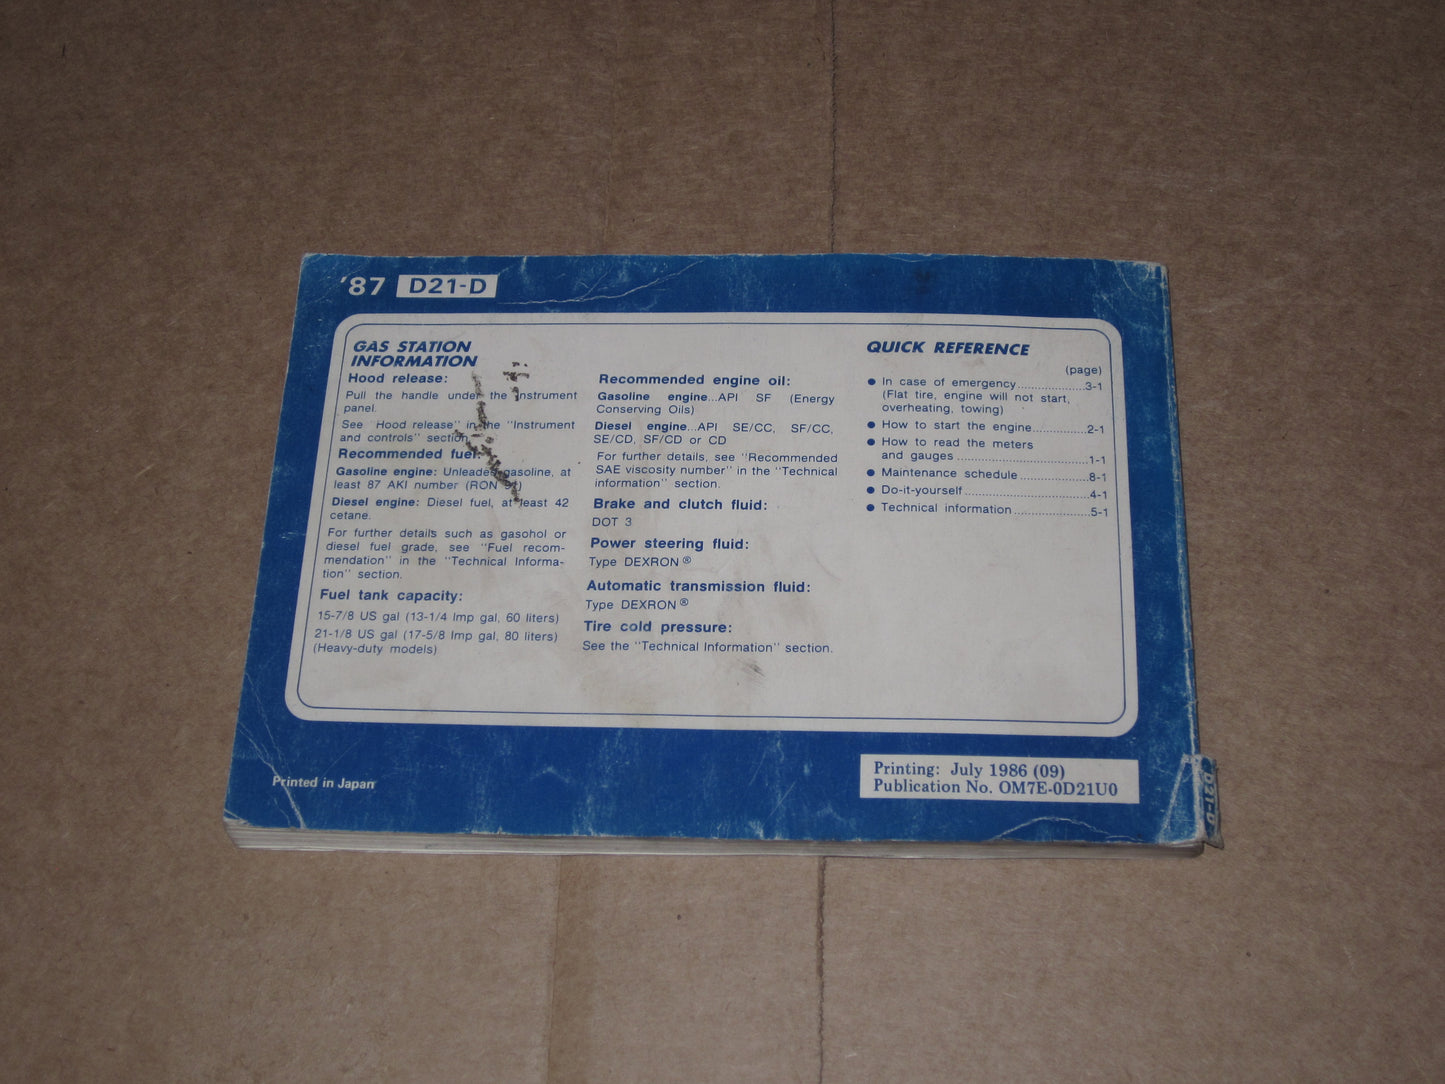 '87 D21-D
GAS STATION
INFORMATION
Hood release:
Pull the handle under the instrument
panel.
See "Hood release" in the "Instrument
and controls" section.
Recommended fuel:
Gasoline engine: Unleaded gasoline, at
least 87 AKI number (RON 91)
Diesel engine: Diesel fuel, at least 42
cetane.
For further details such as gasohol or
diesel fuel grade, see "Fuel recom-
mendation" in the "Technical Informa-
tion" section.
Fuel tank capacity:
15-7/8 US gal (13-1/4 Imp gal, 60 liters)
21-1/8 US gal (17-5/8 Imp gal, 80 liters)
(Heavy-duty models)
Recommended engine oil:
Gasoline engine...API SF (Energy
Conserving Oils)
Diesel engine...API SE/CC, SF/CC,
SE/CD, SF/CD or CD
For further details, see "Recommended
SAE viscosity number" in the "Technical
information" section.
Brake and clutch fluid:
DOT 3
Power steering fluid:
Type DEXRON®
Automatic transmission fluid:
Type DEXRON®
Tire cold pressure:
See the "Technical Information" section.
QUICK REFERENCE
(page)
● In case of emergency..................3-1
(Flat tire, engine will not start,
overheating, towing)
● How to start the engine..............2-1
● How to read the meters
and gauges .................................1-1
● Maintenance schedule .................8-1
● Do-it-yourself ...............................4-1
● Technical information ...................5-1
Printed in Japan
Printing: July 1986 (09)
Publication No. OM7E-0D21U0
D21-D